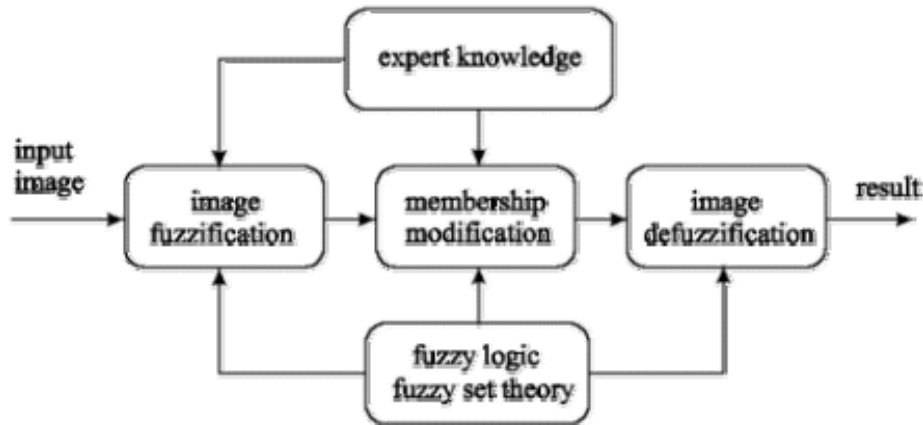 expert knowledge
input
image
image
fuzzification
membership
modification
image
defuzzification
result
fuzzy logic
fuzzy set theory